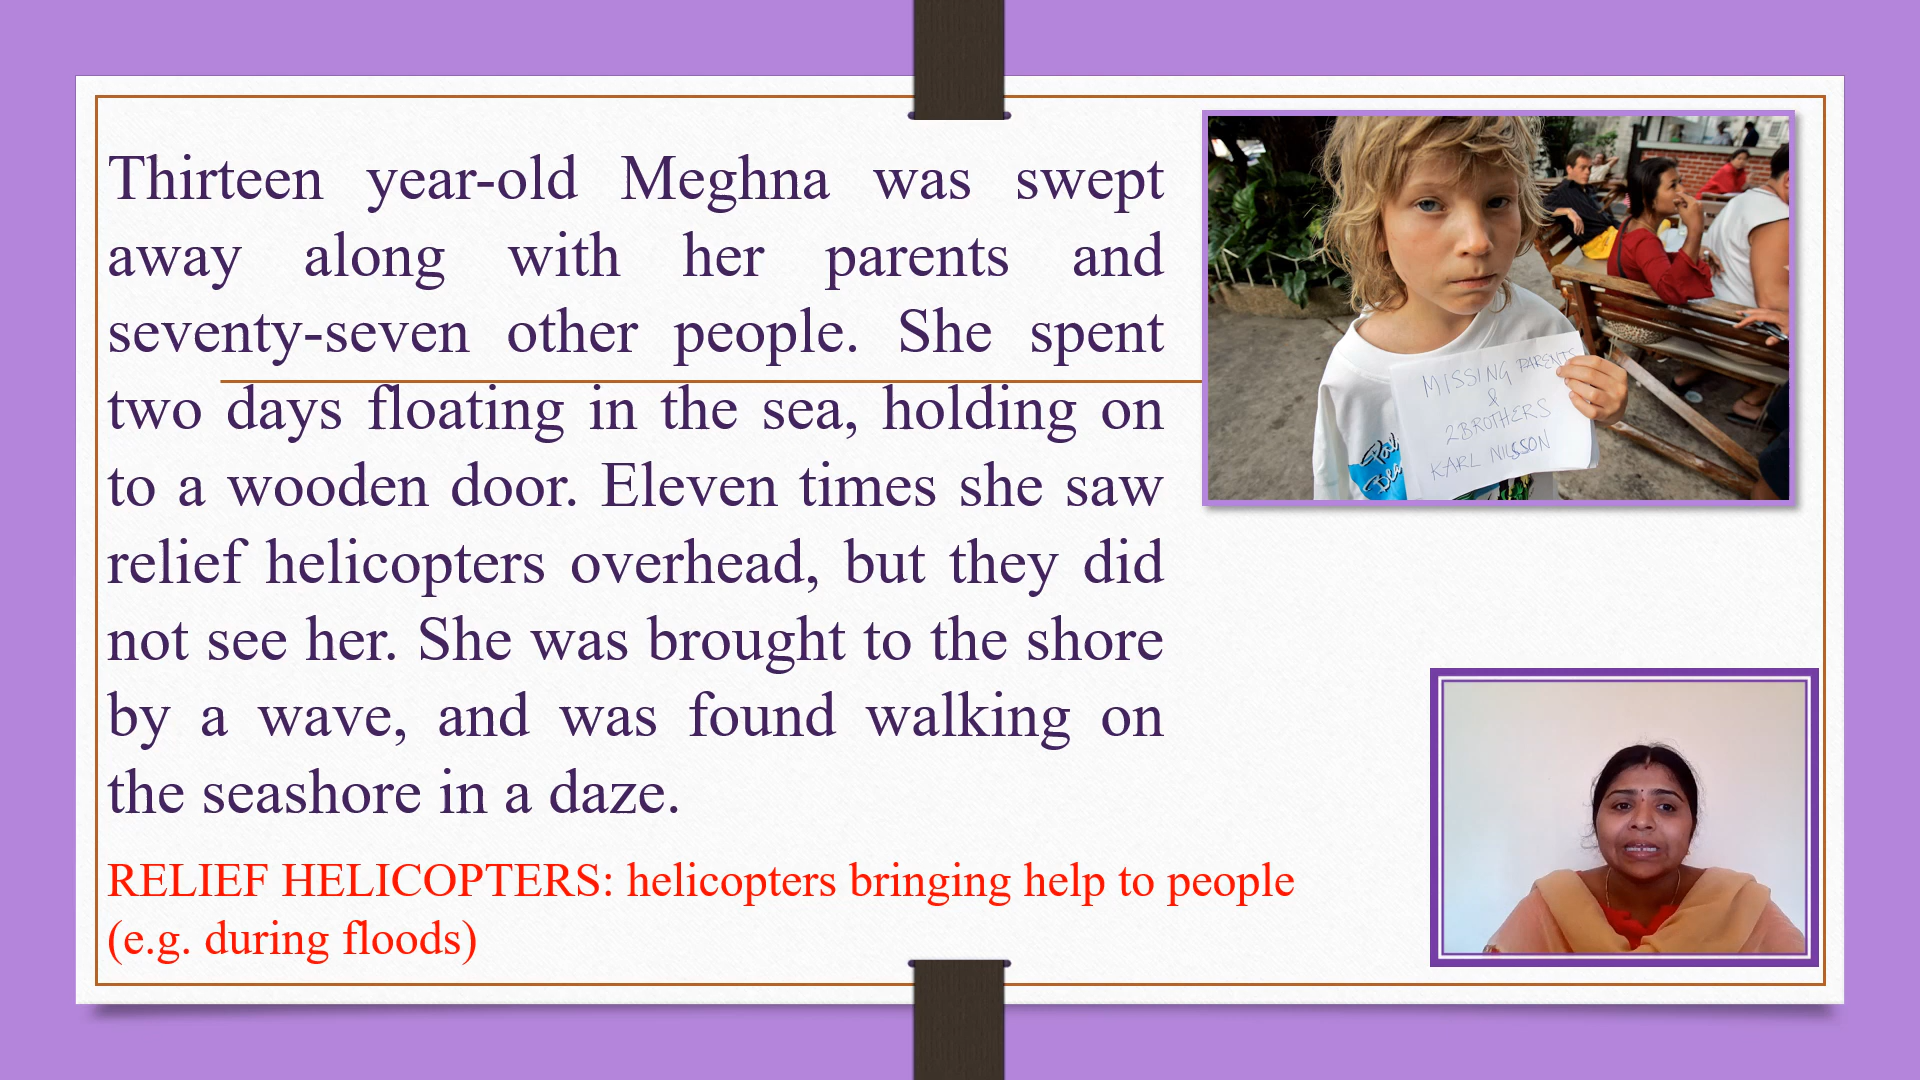 Thirteen year-old Meghna was swept
away along with her parents and
seventy-seven other people. She spent
two days floating in the sea, holding on
to a wooden door. Eleven times she saw
relief helicopters overhead, but they did
not see her. She was brought to the shore
by a wave, and was found walking on
the seashore in a daze.
RELIEF HELICOPTERS: helicopters bringing help to people
(e.g. during floods)
MISSING PARENTS
&
2 BROTHERS
KARL NILSSON